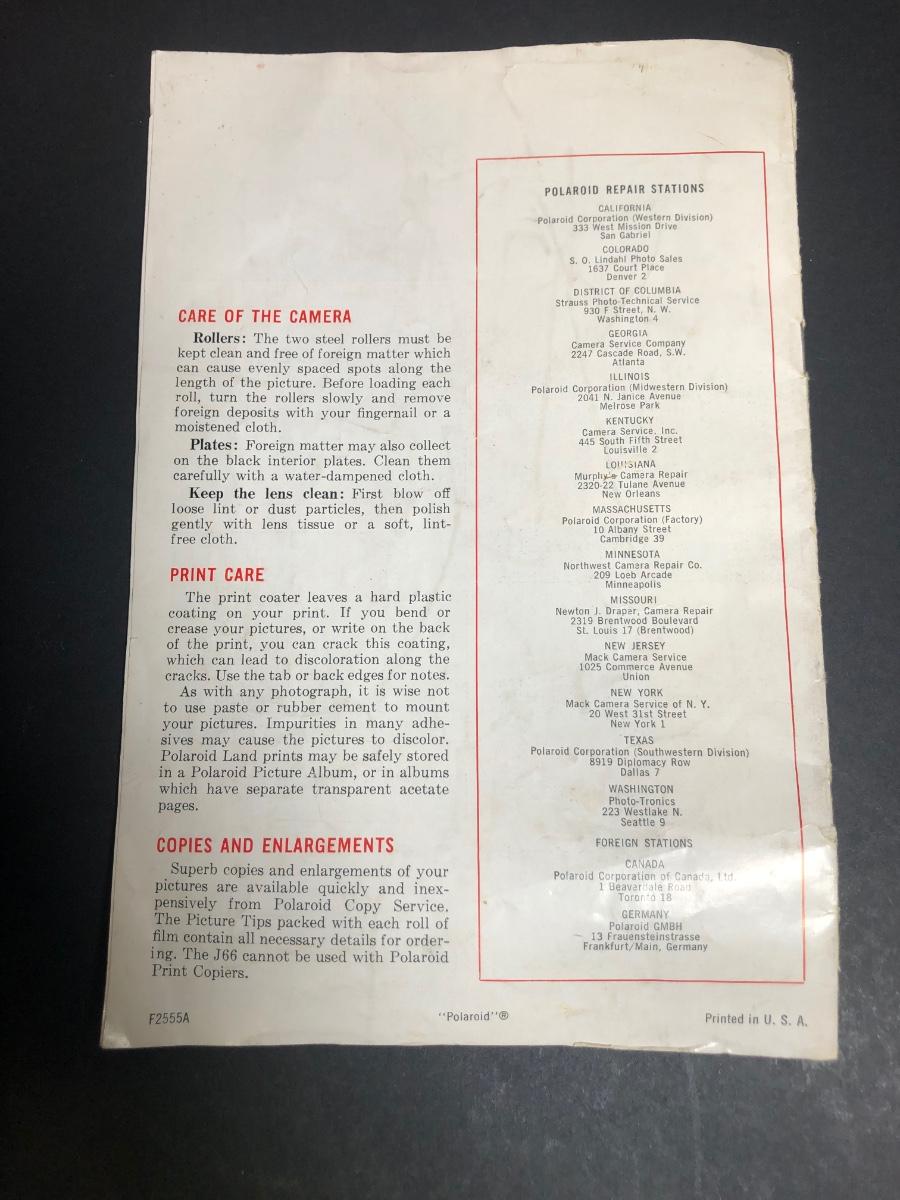 CARE OF THE CAMERA
Rollers: The two steel rollers must be
kept clean and free of foreign matter which
can cause evenly spaced spots along the
length of the picture. Before loading each
roll, turn the rollers slowly and remove
foreign deposits with your fingernail or a
moistened cloth.
Plates: Foreign matter may also collect
on the black interior plates. Clean them
carefully with a water-dampened cloth.
Keep the lens clean: First blow off
loose lint or dust particles, then polish
gently with lens tissue or a soft, lint-
free cloth.
PRINT CARE
The print coater leaves a hard plastic
coating on your print. If you bend or
crease your pictures, or write on the back
of the print, you can crack this coating,
which can lead to discoloration along the
cracks. Use the tab or back edges for notes.
As with any photograph, it is wise not
to use paste or rubber cement to mount
your pictures. Impurities in many adhe-
sives may cause the pictures to discolor.
Polaroid Land prints may be safely stored
in a Polaroid Picture Album, or in albums
which have separate transparent acetate
pages.
COPIES AND ENLARGEMENTS
Superb copies and enlargements of your
pictures are available quickly and inex-
pensively from Polaroid Copy Service.
The Picture Tips packed with each roll of
film contain all necessary details for order-
ing. The J66 cannot be used with Polaroid
Print Copiers.
POLAROID REPAIR STATIONS
CALIFORNIA
Polaroid Corporation (Western Division)
333 West Mission Drive
San Gabriel
COLORADO
S. O. Lindahl Photo Sales
1637 Court Place
Denver 2
DISTRICT OF COLUMBIA
Strauss Photo-Technical Service
930 F Street, N. W.
Washington 4
GEORGIA
Camera Service Company
2247 Cascade Road, S.W.
Atlanta
ILLINOIS
Polaroid Corporation (Midwestern Division)
2041 N. Janice Avenue
Melrose Park
KENTUCKY
Camera Service, Inc.
445 South Fifth Street
Louisville 2
LOUISIANA
Murphy's Camera Repair
2320-22 Tulane Avenue
New Orleans
MASSACHUSETTS
Polaroid Corporation (Factory)
10 Albany Street
Cambridge 39
MINNESOTA
Northwest Camera Repair Co.
209 Loeb Arcade
Minneapolis
MISSOURI
Newton J. Draper, Camera Repair
2319 Brentwood Boulevard
St. Louis 17 (Brentwood)
NEW JERSEY
Mack Camera Service
1025 Commerce Avenue
Union
NEW YORK
Mack Camera Service of N. Y.
20 West 31st Street
New York 1
TEXAS
Polaroid Corporation (Southwestern Division)
8919 Diplomacy Row
Dallas 7
WASHINGTON
Photo-Tronics
223 Westlake N.
Seattle 9
FOREIGN STATIONS
CANADA
Polaroid Corporation of Canada, Ltd.
1 Beaverdale Road
Toronto 18
GERMANY
Polaroid GMBH
13 Frauensteinstrasse
Frankfurt/Main, Germany
F2555A
"Polaroid"®
Printed in U. S. A.